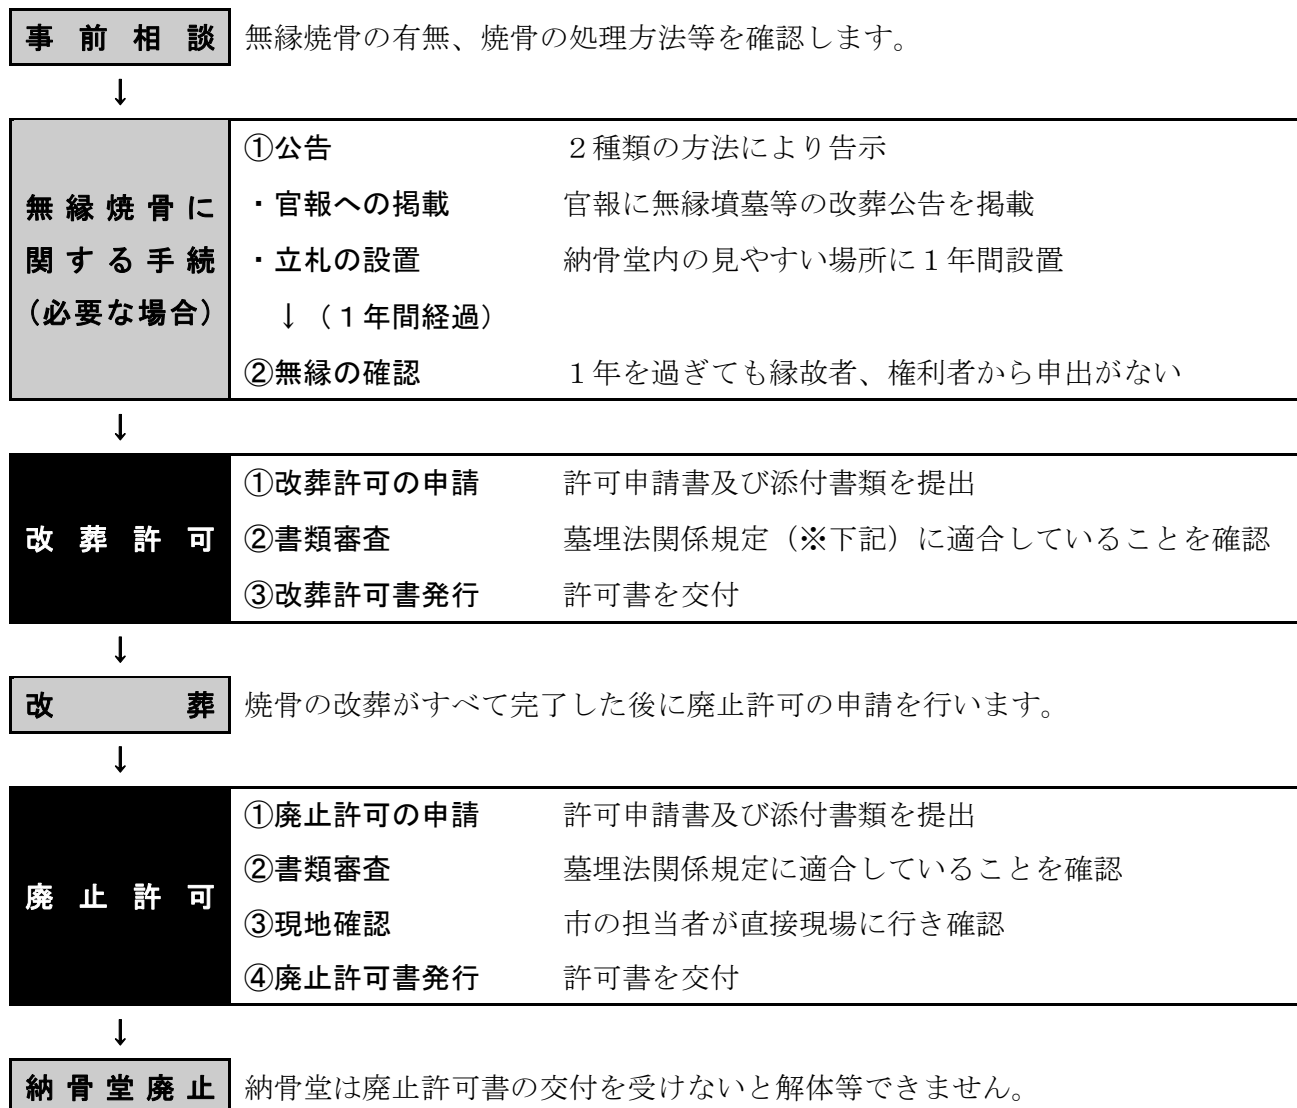 事前相談 無縁焼骨の有無、焼骨の処理方法等を確認します。
↓
無縁焼骨に
関する手続
（必要な場合）
①公告 ２種類の方法により告示
・官報への掲載 官報に無縁墳墓等の改葬公告を掲載
・立札の設置 納骨堂内の見やすい場所に１年間設置
↓（１年間経過）
②無縁の確認 １年を過ぎても縁故者、権利者から申出がない
↓
改葬許可
①改葬許可の申請 許可申請書及び添付書類を提出
②書類審査 墓埋法関係規定（※下記）に適合していることを確認
③改葬許可書発行 許可書を交付
↓
改葬 焼骨の改葬がすべて完了した後に廃止許可の申請を行います。
↓
廃止許可
①廃止許可の申請 許可申請書及び添付書類を提出
②書類審査 墓埋法関係規定に適合していることを確認
③現地確認 市の担当者が直接現場に行き確認
④廃止許可書発行 許可書を交付
↓
納骨堂廃止 納骨堂は廃止許可書の交付を受けないと解体等できません。